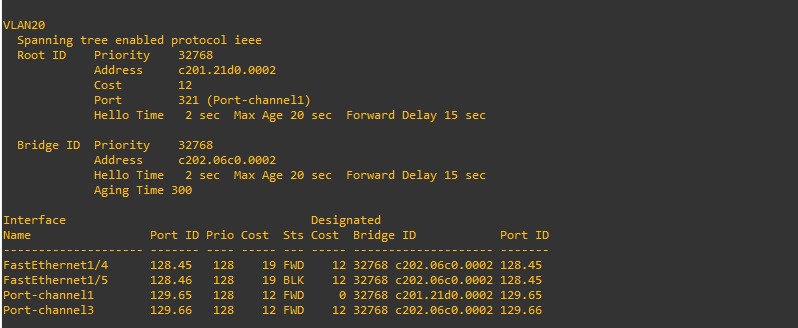 VLAN20
  Spanning tree enabled protocol ieee
  Root ID    Priority    32768
             Address     c201.21d0.0002
             Cost        12
             Port        321 (Port-channel1)
             Hello Time   2 sec  Max Age 20 sec  Forward Delay 15 sec

  Bridge ID  Priority    32768
             Address     c202.06c0.0002
             Hello Time   2 sec  Max Age 20 sec  Forward Delay 15 sec
             Aging Time 300

Interface                                   Designated
Name                 Port ID Prio Cost  Sts Cost  Bridge ID            Port ID
-------------------- ------- ---- ----- --- ----- -------------------- -------
FastEthernet1/4      128.45   128    19 FWD    12 32768 c202.06c0.0002 128.45
FastEthernet1/5      128.46   128    19 BLK    12 32768 c202.06c0.0002 128.45
Port-channel1        129.65   128    12 FWD     0 32768 c201.21d0.0002 129.65
Port-channel3        129.66   128    12 FWD    12 32768 c202.06c0.0002 129.66